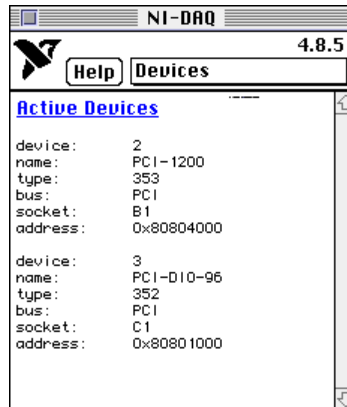 NI-DAQ
4.8.5
Help Devices
Active Devices
device: 2
name: PCI-1200
type: 353
bus: PCI
socket: B1
address: 0x80804000
device: 3
name: PCI-DIO-96
type: 352
bus: PCI
socket: C1
address: 0x80801000